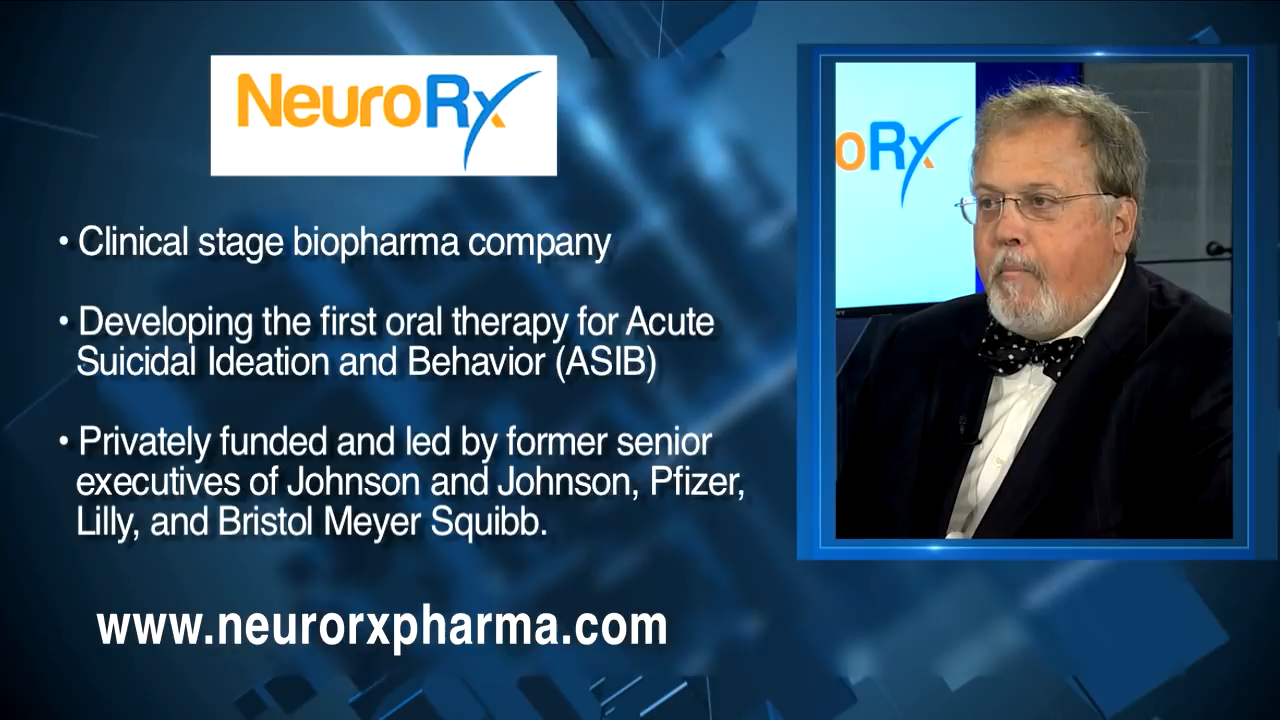 NeuroRx
oRx
• Clinical stage biopharma company
• Developing the first oral therapy for Acute
Suicidal Ideation and Behavior (ASIB)
• Privately funded and led by former senior
executives of Johnson and Johnson, Pfizer,
Lilly, and Bristol Meyer Squibb.
www.neurorxpharma.com